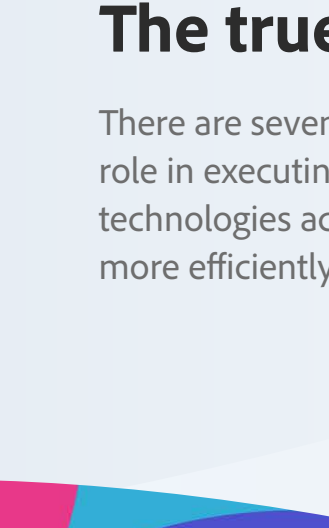 The true
There are sever
role in executin
technologies ac
more efficiently